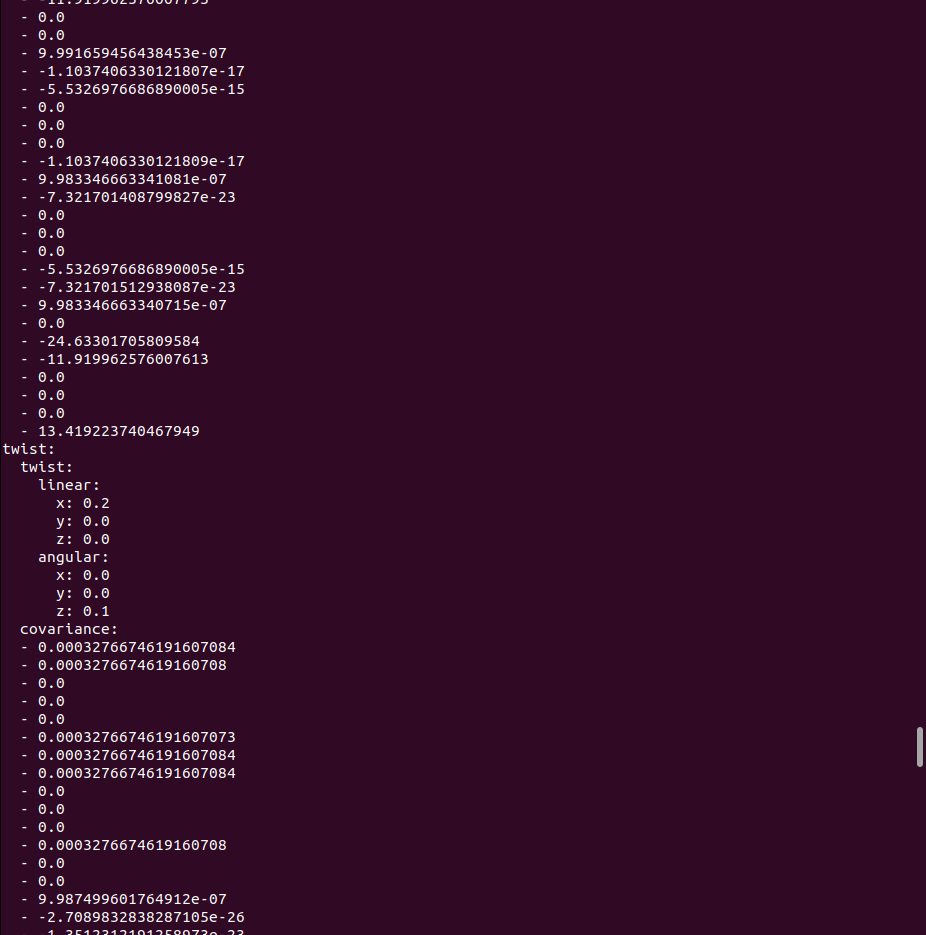 - -11.919962576007793
- 0.0
- 0.0
- 9.991659456438453e-07
- -1.1037406330121807e-17
- -5.5326976686890005e-15
- 0.0
- 0.0
- 0.0
- -1.1037406330121809e-17
- 9.983346663341081e-07
- -7.321701408799827e-23
- 0.0
- 0.0
- 0.0
- -5.5326976686890005e-15
- -7.321701512938087e-23
- 9.983346663340715e-07
- 0.0
- -24.63301705809584
- -11.919962576007613
- 0.0
- 0.0
- 0.0
- 13.419223740467949
twist:
twist:
linear:
x: 0.2
y: 0.0
z: 0.0
angular:
x: 0.0
y: 0.0
z: 0.1
covariance:
- 0.00032766746191607084
- 0.0003276674619160708
- 0.0
- 0.0
- 0.0
- 0.00032766746191607073
- 0.00032766746191607084
- 0.00032766746191607084
- 0.0
- 0.0
- 0.0
- 0.0003276674619160708
- 0.0
- 0.0
- 9.987499601764912e-07
- -2.7089832838287105e-26